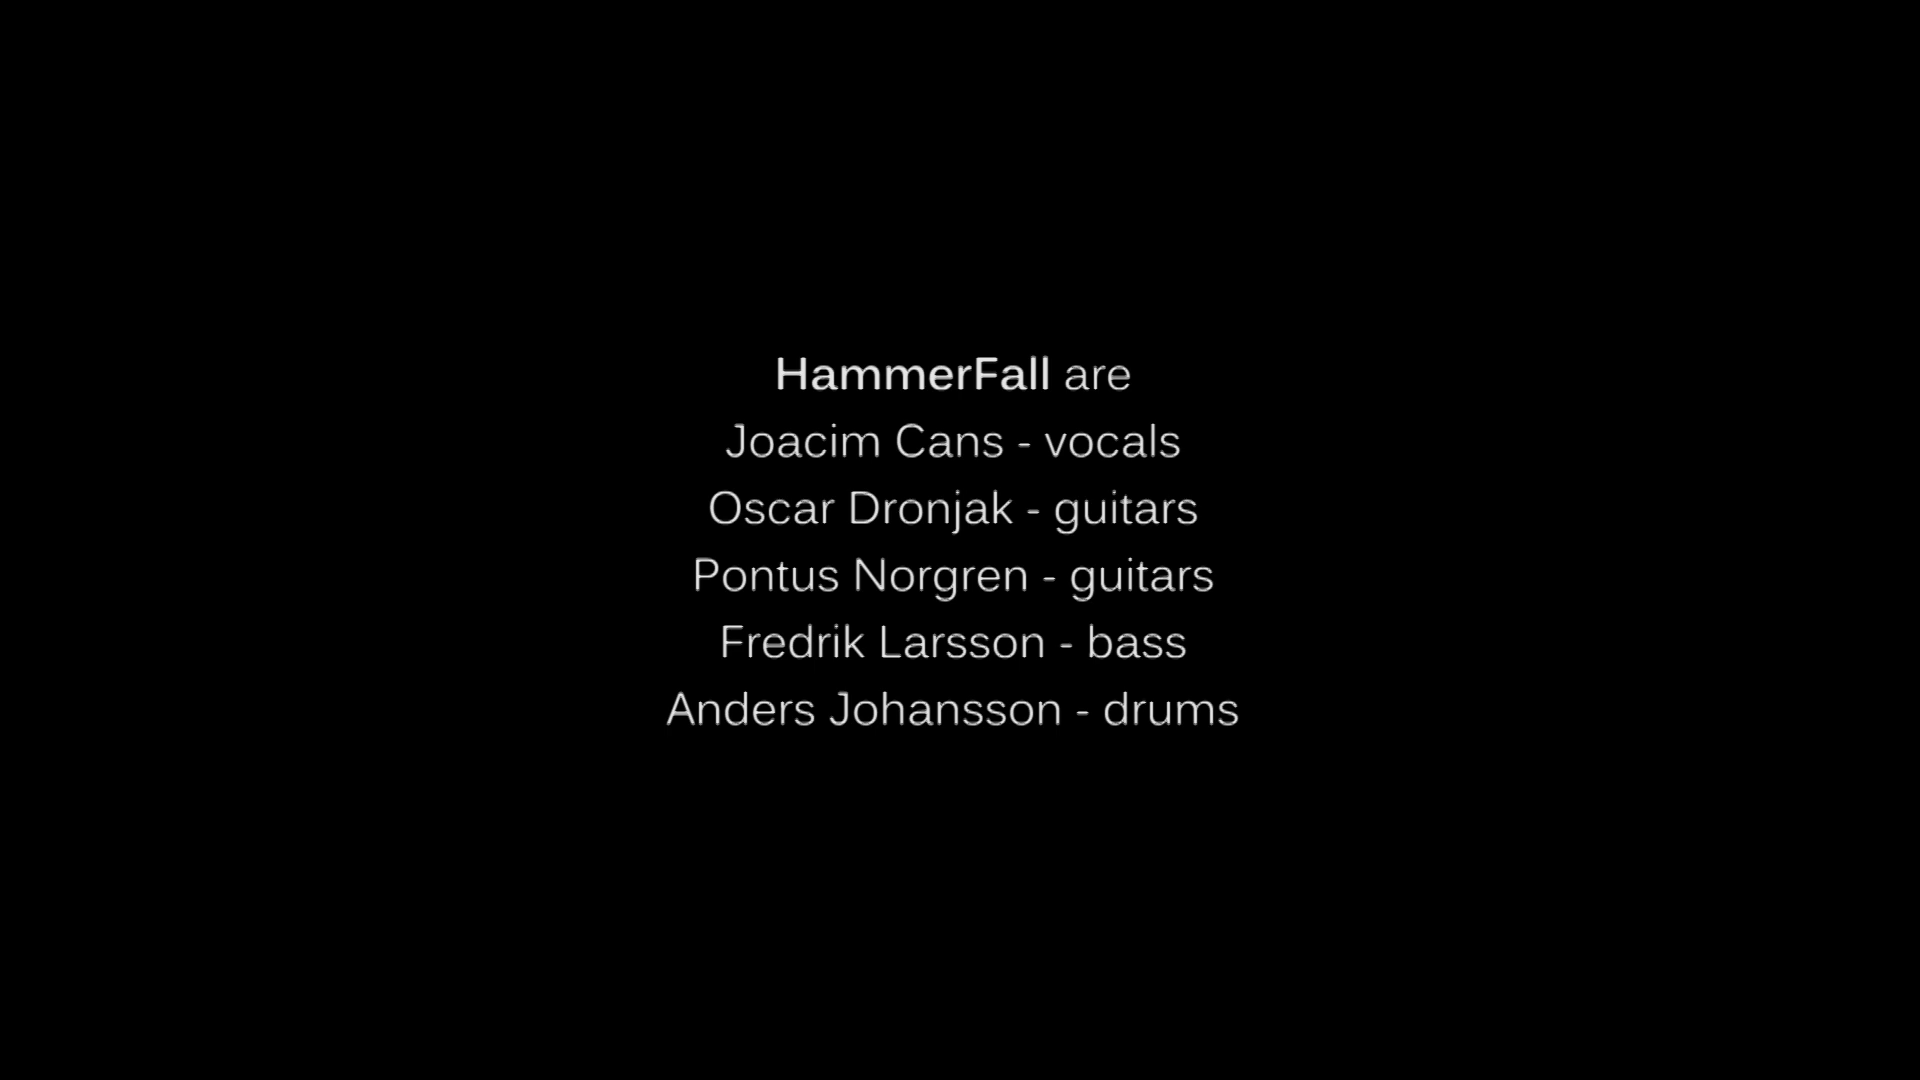 HammerFall are
Joacim Cans - vocals
Oscar Dronjak - guitars
Pontus Norgren - guitars
Fredrik Larsson - bass
Anders Johansson - drums